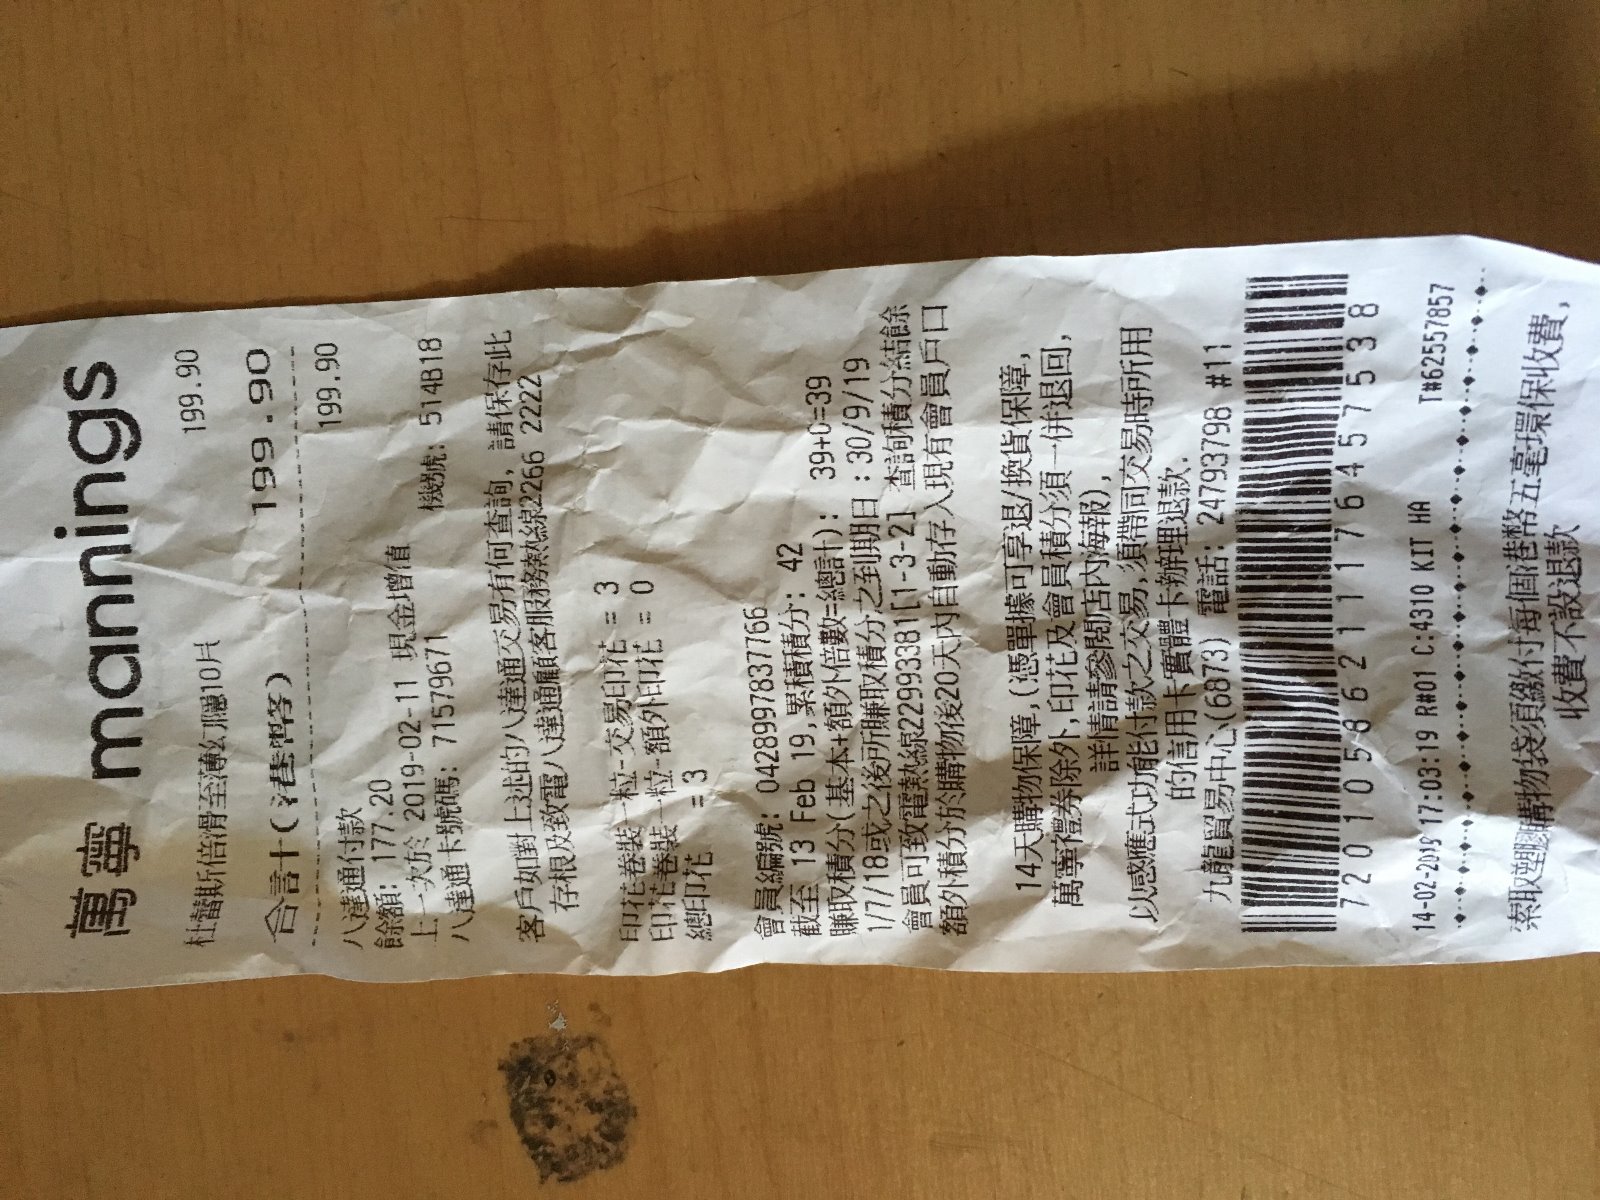 萬寧 mannings
杜蕾斯倍滑至薄幻隱10片 199.90
合計(港幣) 199.90
八達通付款 199.90
餘額: 177.20
上一次於 2019-02-11 現金增值
八達通卡號碼: 71579671 機號: 514B18
客戶如對上述的八達通交易有何查詢, 請保存此
存根及致電八達通顧客服務熱線2266 2222
印花卷裝一粒-交易印花 = 3
印花卷裝一粒-額外印花 = 0
總印花 = 3
會員編號: 0428997837766
截至 13 Feb 19,累積積分: 42
賺取積分(基本+額外倍數=總計): 39+0=39
1/7/18或之後所賺取積分之到期日:30/9/19
會員可致電熱線22993381[1-3-2] 查詢積分結餘
額外積分於購物後20天內自動存入現有會員戶口
14天購物保障,(憑單據可享退/換貨保障,
萬寧禮券除外,印花及會員積分須一併退回,
詳情請參閱店內海報),
以感應式功能付款之交易,須帶同交易時所用
的信用卡實體卡辦理退款.
九龍貿易中心(6873) 電話: 24793798 #11
72010586211176457538
14-02-2019 17:03:19 R#01 C:4310 KIT HA T#62557857
索取塑膠購物袋須繳付每個港幣五毫環保收費,
收費不設退款